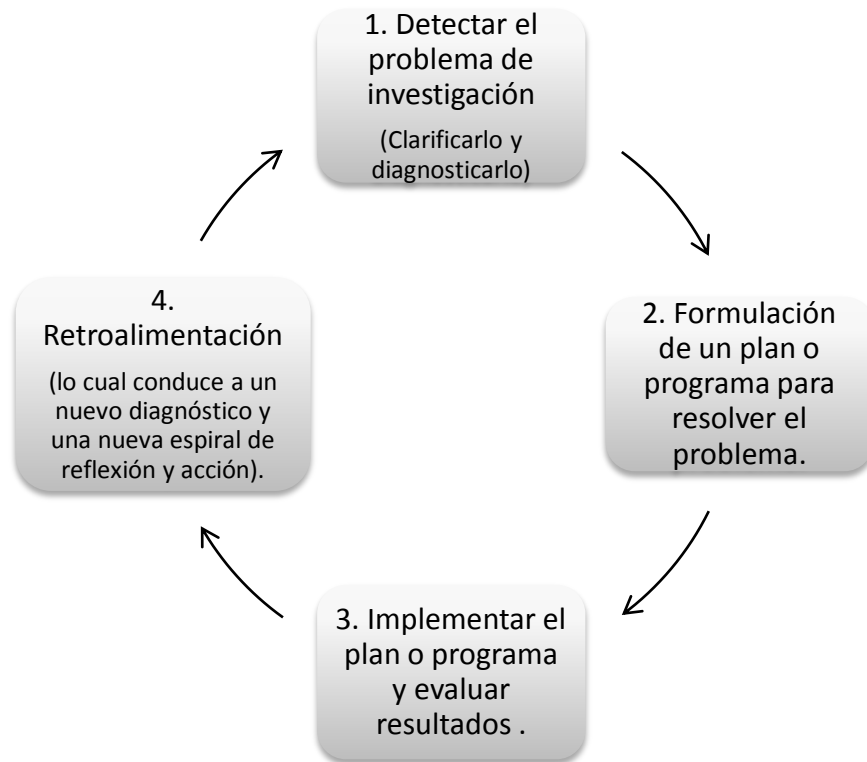 1. Detectar el
problema de
investigación
(Clarificarlo y
diagnosticarlo)
2. Formulación
de un plan o
programa para
resolver el
problema.
3. Implementar el
plan o programa
y evaluar
resultados .
4.
Retroalimentación
(lo cual conduce a un
nuevo diagnóstico y
una nueva espiral de
reflexión y acción).